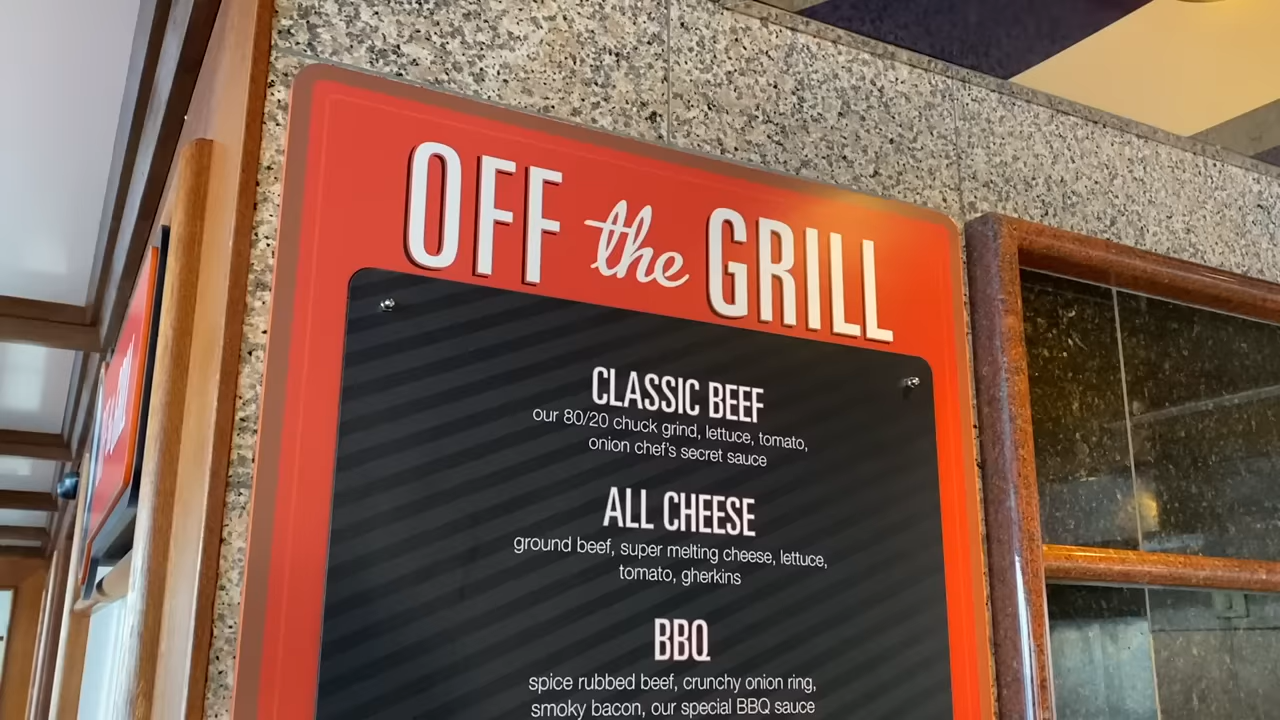 OFF the GRILL
CLASSIC BEEF
our 80/20 chuck grind, lettuce, tomato,
onion chef's secret sauce
ALL CHEESE
ground beef, super melting cheese, lettuce,
tomato, gherkins
BBQ
spice rubbed beef, crunchy onion ring,
smoky bacon, our special BBQ sauce